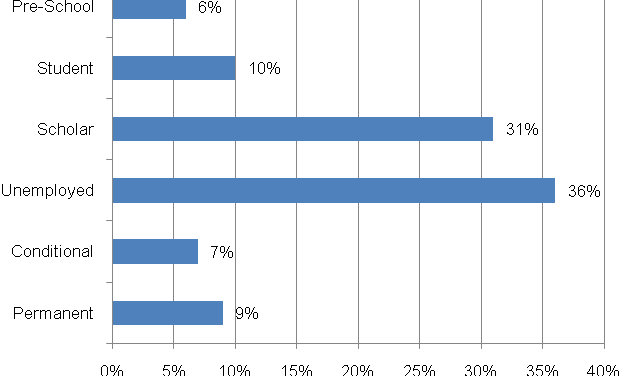 Pre-School 6%
Student 10%
Scholar 31%
Unemployed 36%
Conditional 7%
Permanent 9%
0% 5% 10% 15% 20% 25% 30% 35% 40%